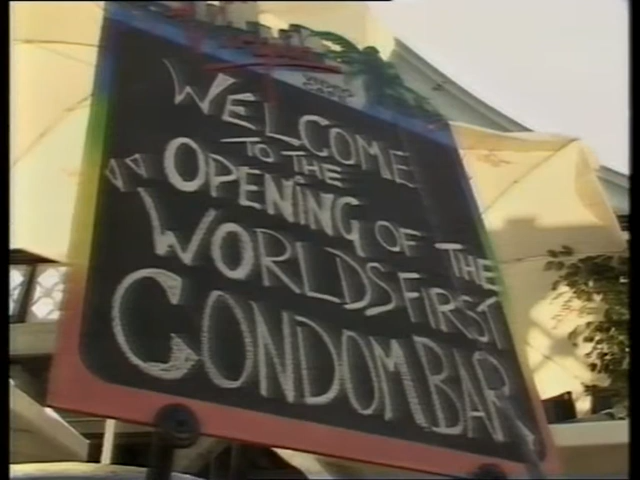 WELCOME
TO THE
"OPENING OF THE
WORLDS FIRST
CONDOM BAR